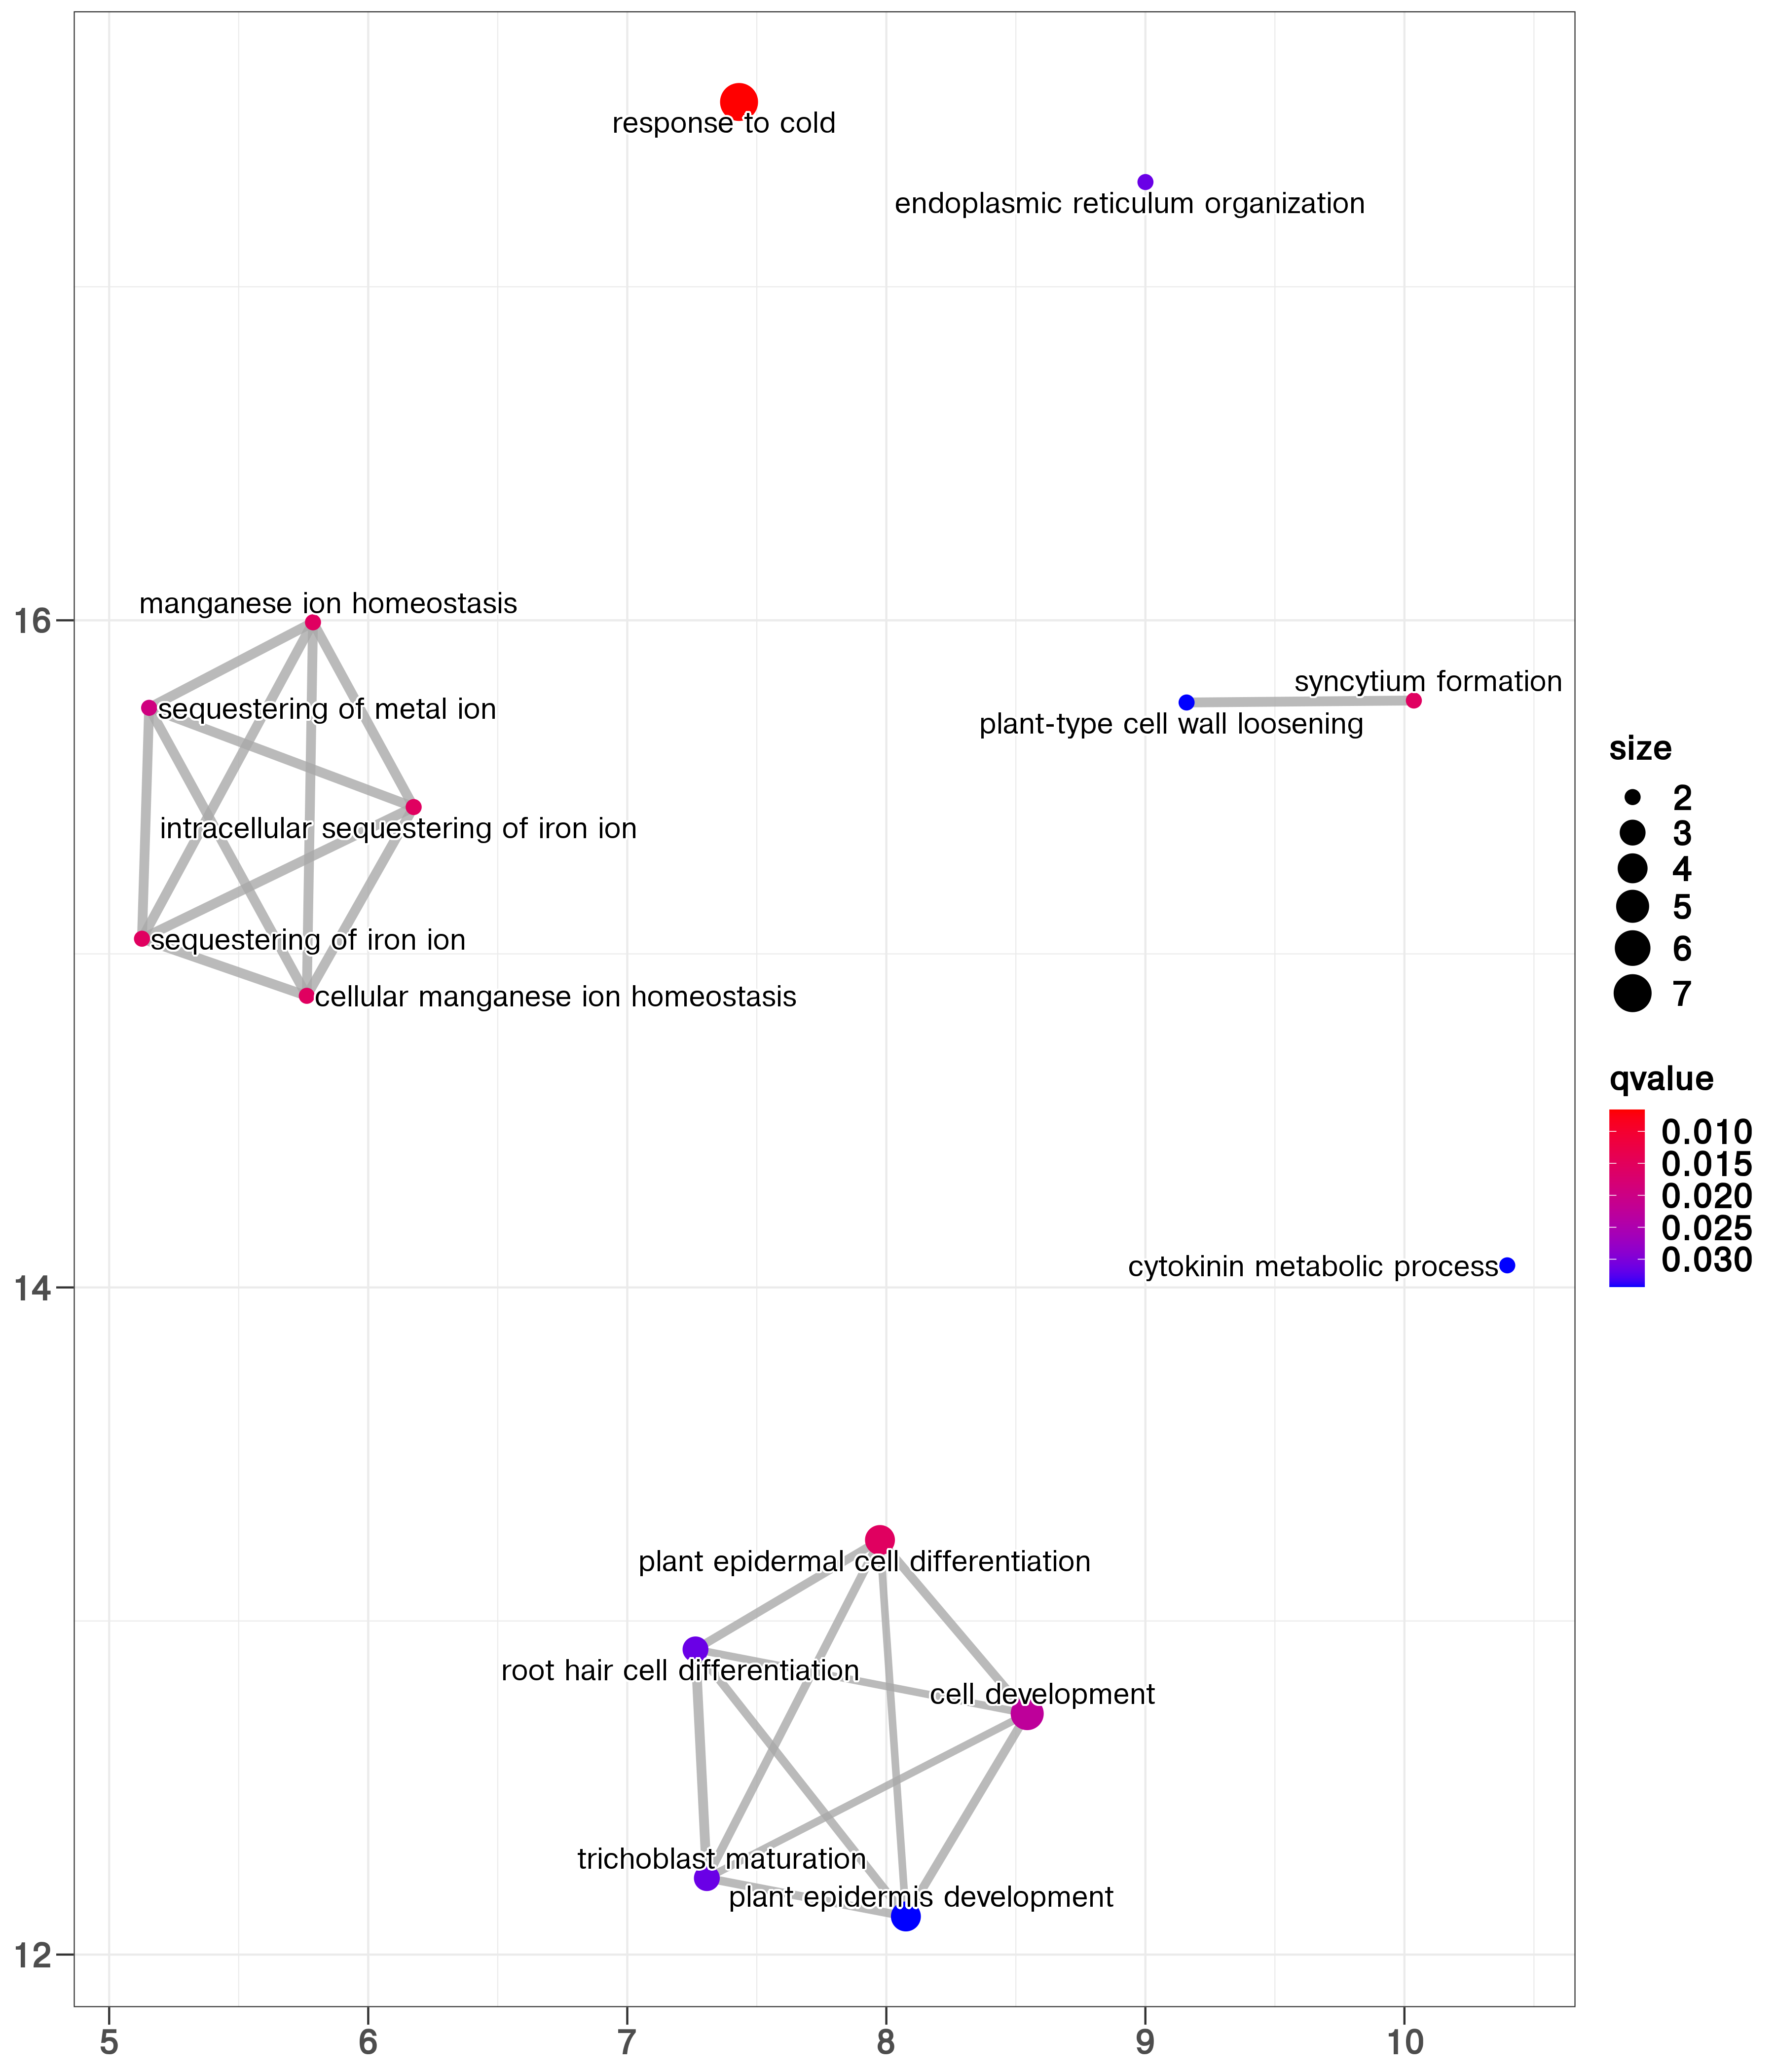 response to cold
endoplasmic reticulum organization
manganese ion homeostasis
16
syncytium formation
sequestering of metal ion
plant-type cell wall loosening
intracellular sequestering of iron ion
sequestering of iron ion
cellular manganese ion homeostasis
cytokinin metabolic process
14
plant epidermal cell differentiation
root hair cell differentiation
cell development
trichoblast maturation
plant epidermis development
12
5 6 7 8 9 10
size
2
3
4
5
6
7
qvalue
0.010
0.015
0.020
0.025
0.030